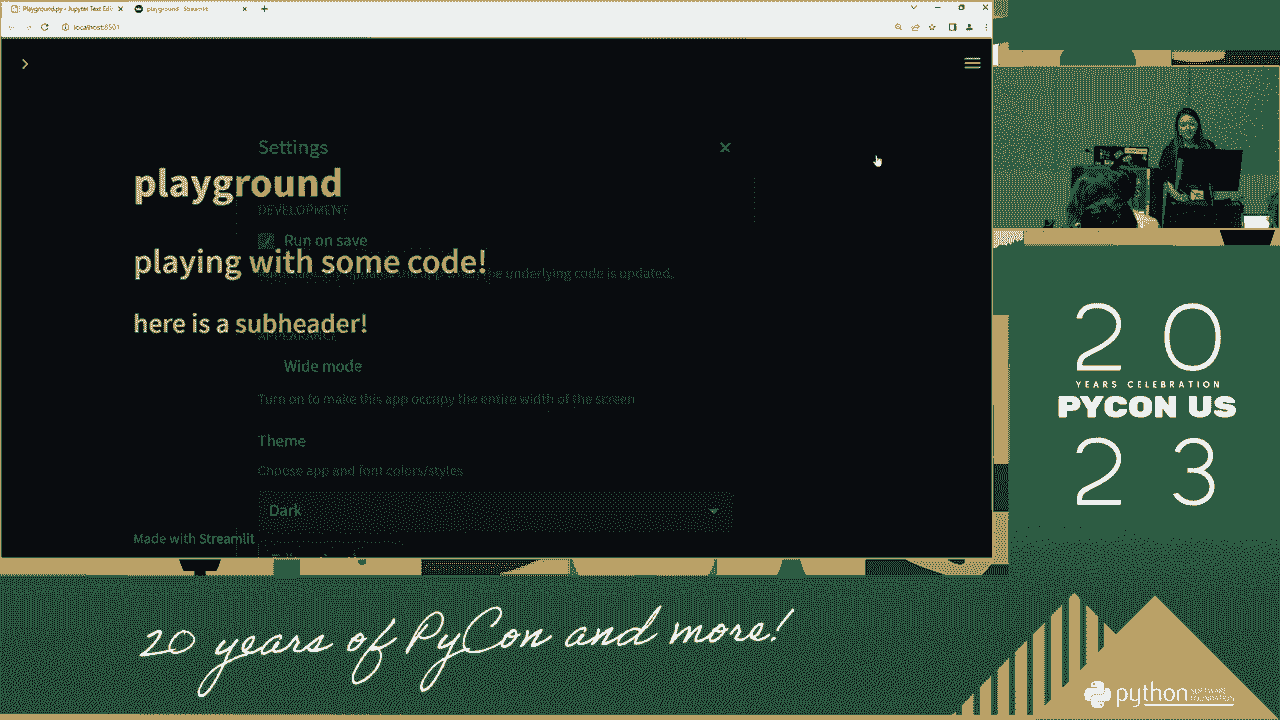 Playground.py - Jupyter Text Edit
playground · Streamlit
localhost:8501
Settings
playground
DEVELOPMENT
Run on save
playing with some code!
underlying code is updated.
here is a subheader!
APPEARANCE
Wide mode
Turn on to make this app occupy the entire width of the screen
Theme
Choose app and font colors/styles
Dark
Made with Streamlit
20
YEARS CELEBRATION
PYCON US
23
20 years of PyCon and more!
python
SOFTWARE
FOUNDATION